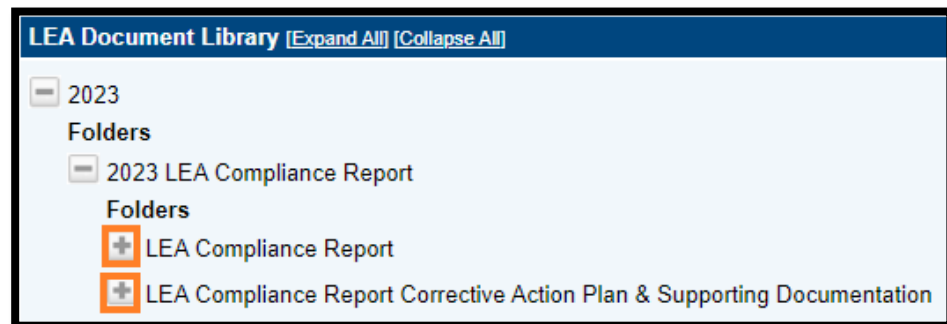 LEA Document Library [Expand All] [Collapse All]
2023
Folders
2023 LEA Compliance Report
Folders
LEA Compliance Report
LEA Compliance Report Corrective Action Plan & Supporting Documentation